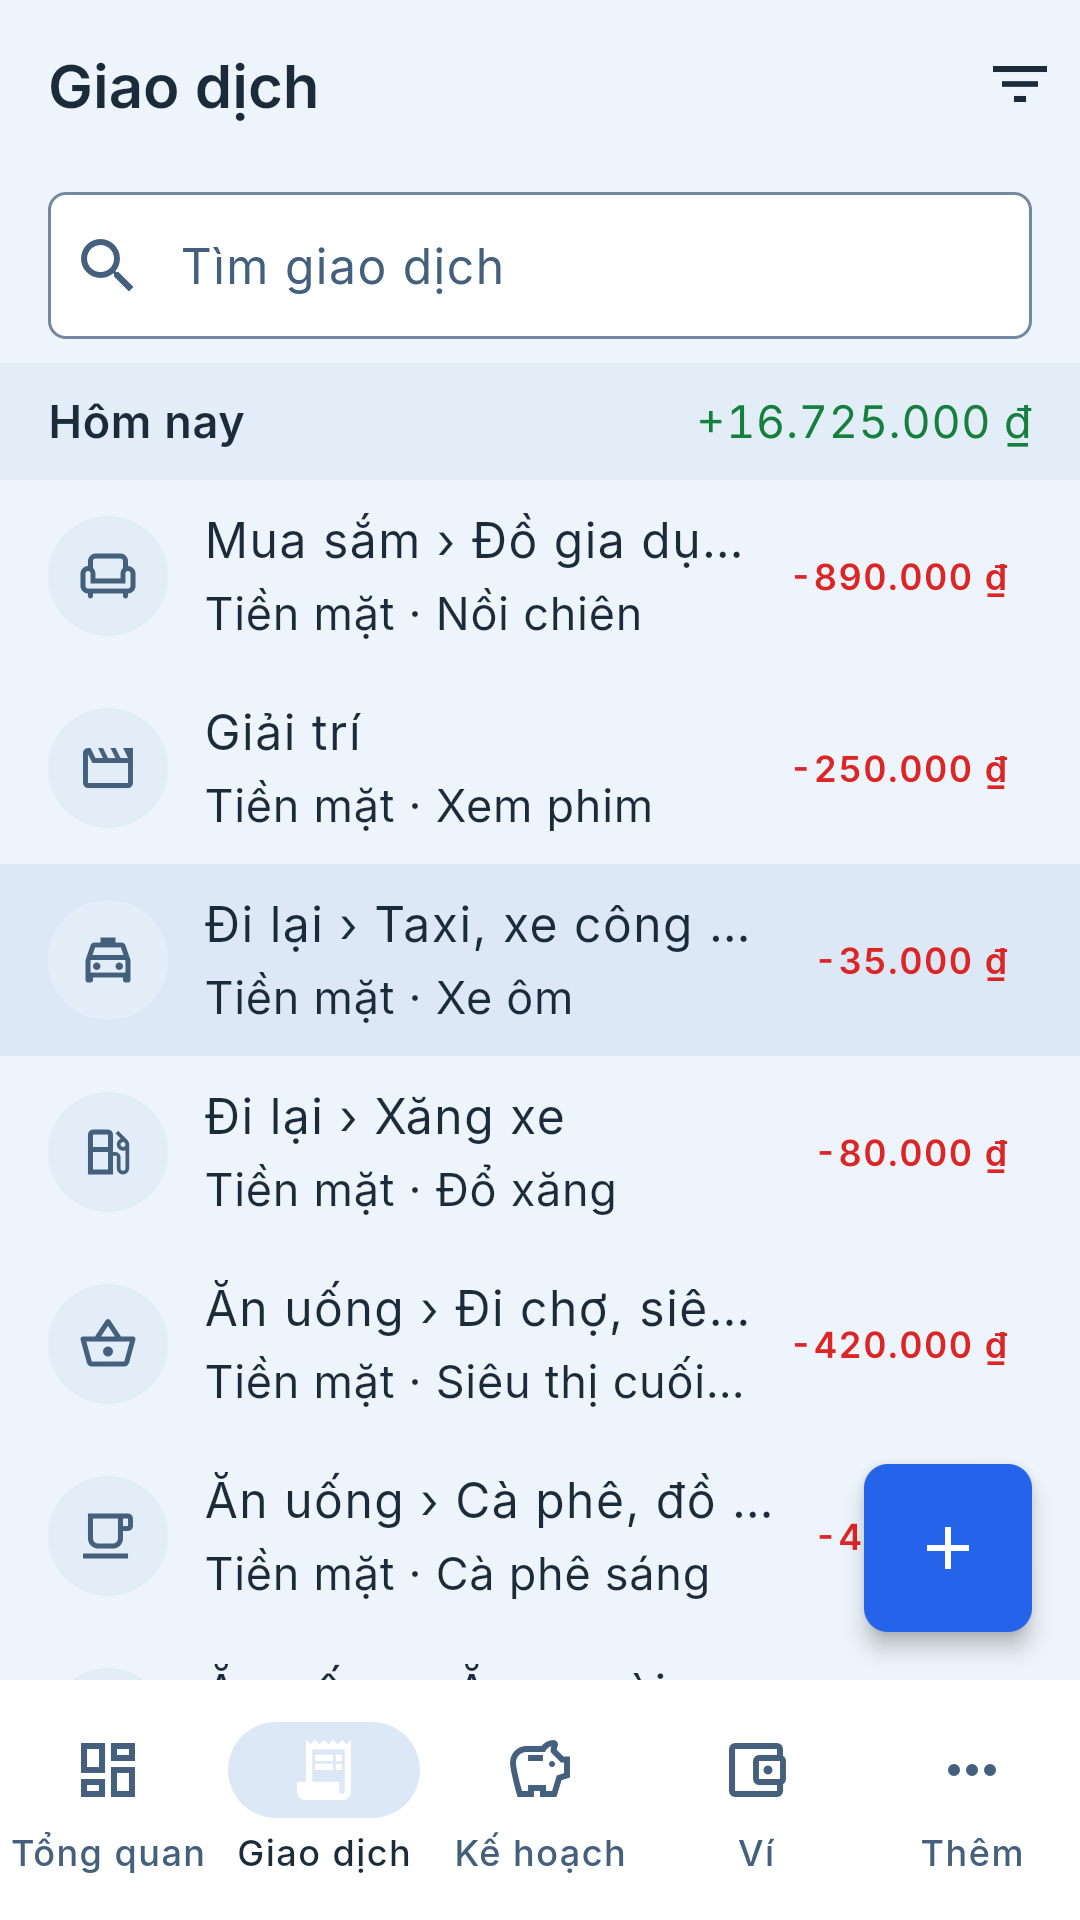 Giao dịch
Tìm giao dịch
Hôm nay
+16.725.000 ₫
Mua sắm › Đồ gia dụ...
-890.000 ₫
Tiền mặt · Nồi chiên
Giải trí
-250.000 ₫
Tiền mặt · Xem phim
Đi lại › Taxi, xe công ...
-35.000 ₫
Tiền mặt · Xe ôm
Đi lại › Xăng xe
-80.000 ₫
Tiền mặt · Đổ xăng
Ăn uống › Đi chợ, siê...
-420.000 ₫
Tiền mặt · Siêu thị cuối...
Ăn uống › Cà phê, đồ ...
-4
Tiền mặt · Cà phê sáng
Tổng quan
Giao dịch
Kế hoạch
Ví
Thêm